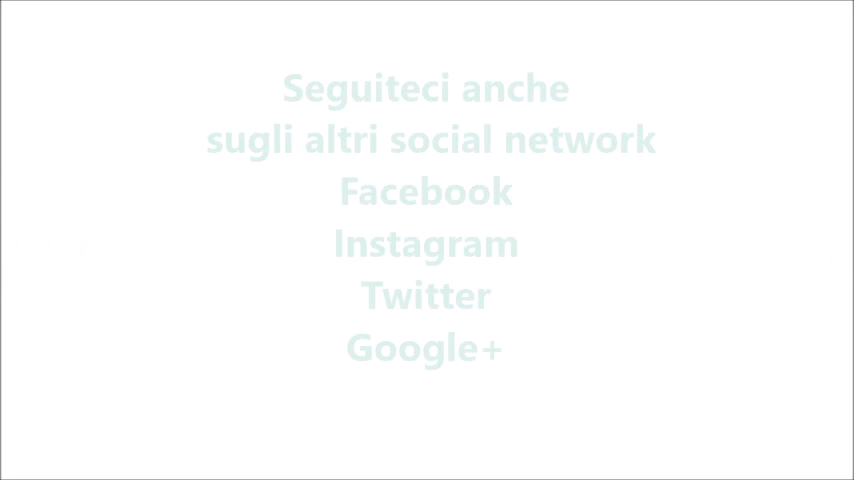 Seguiteci anche
sugli altri social network
Facebook
Instagram
Twitter
Google+